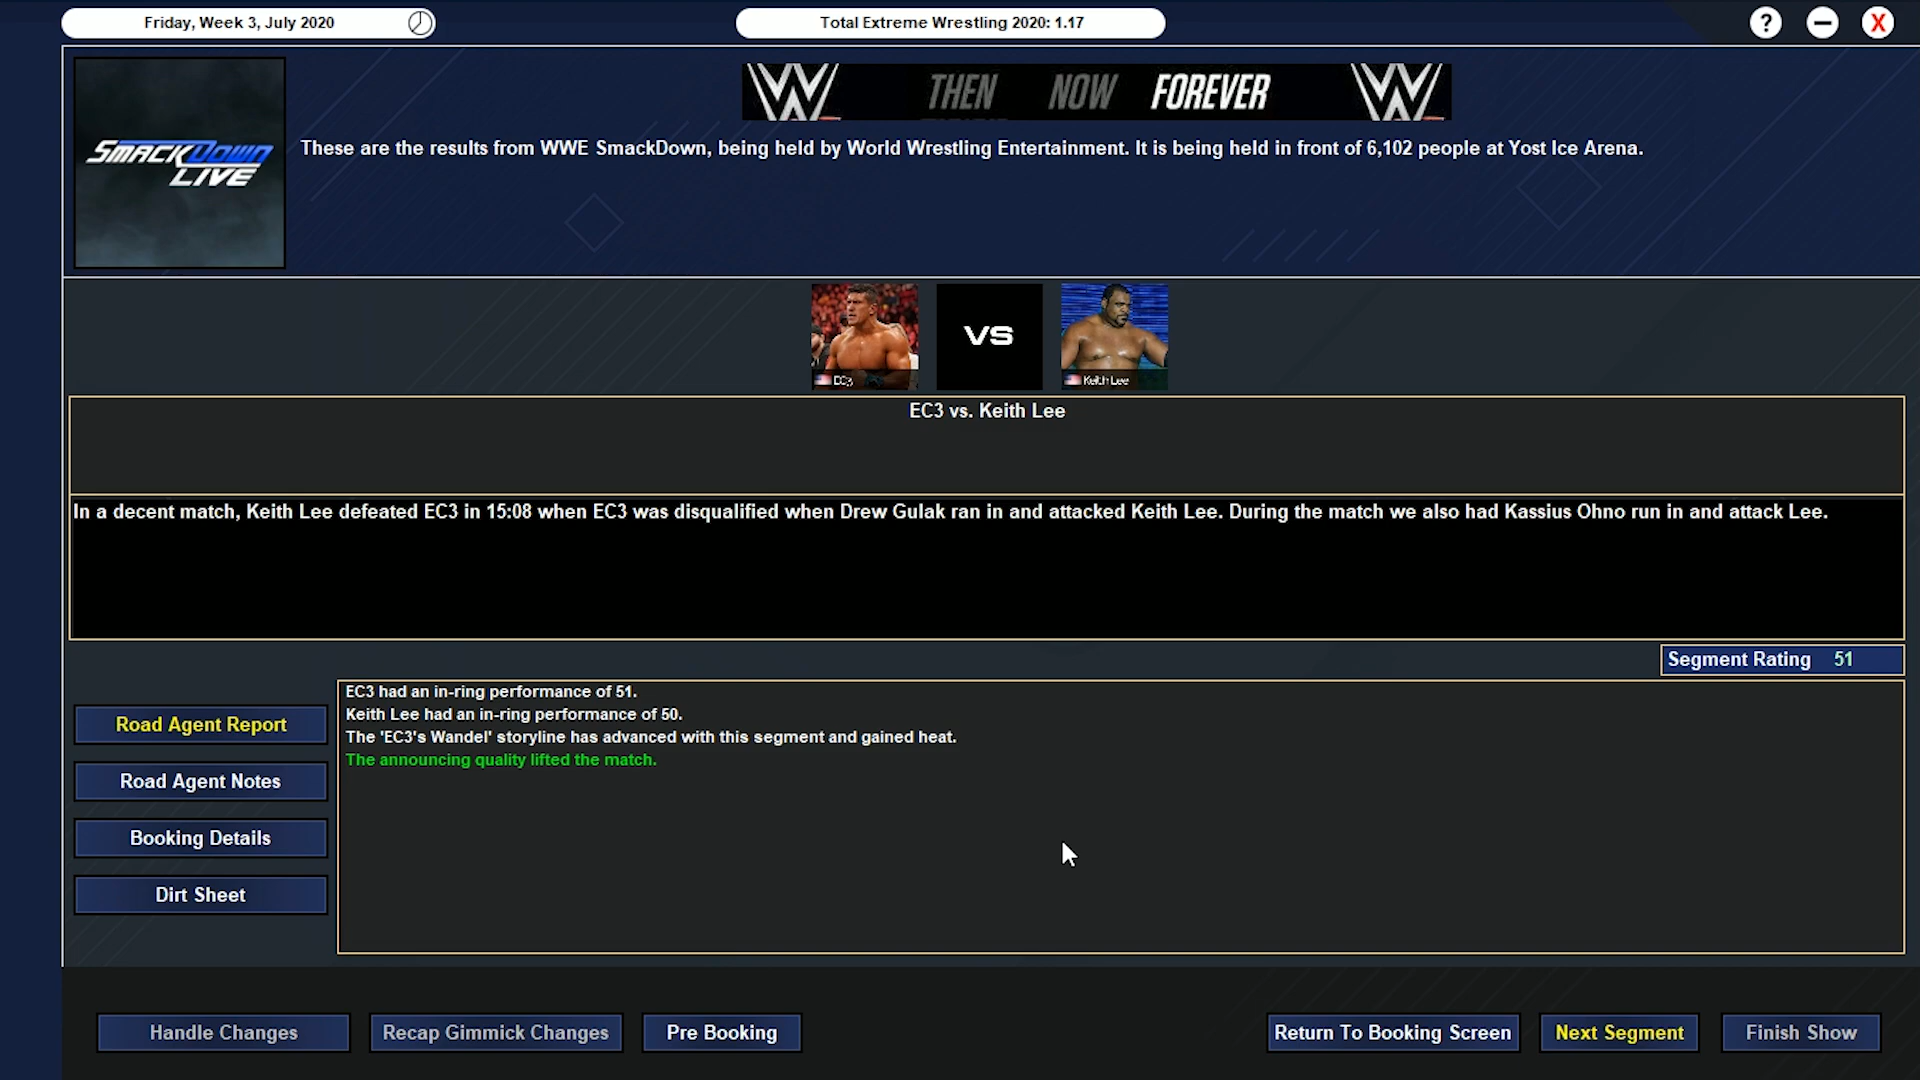 Friday, Week 3, July 2020
Total Extreme Wrestling 2020: 1.17
?
X
THEN NOW FOREVER
SMACKDOWN
LIVE
These are the results from WWE SmackDown, being held by World Wrestling Entertainment. It is being held in front of 6,102 people at Yost Ice Arena.
VS
EC3
Keith Lee
EC3 vs. Keith Lee
In a decent match, Keith Lee defeated EC3 in 15:08 when EC3 was disqualified when Drew Gulak ran in and attacked Keith Lee. During the match we also had Kassius Ohno run in and attack Lee.
Segment Rating 51
EC3 had an in-ring performance of 51.
Keith Lee had an in-ring performance of 50.
The 'EC3's Wandel' storyline has advanced with this segment and gained heat.
The announcing quality lifted the match.
Road Agent Report
Road Agent Notes
Booking Details
Dirt Sheet
Handle Changes
Recap Gimmick Changes
Pre Booking
Return To Booking Screen
Next Segment
Finish Show